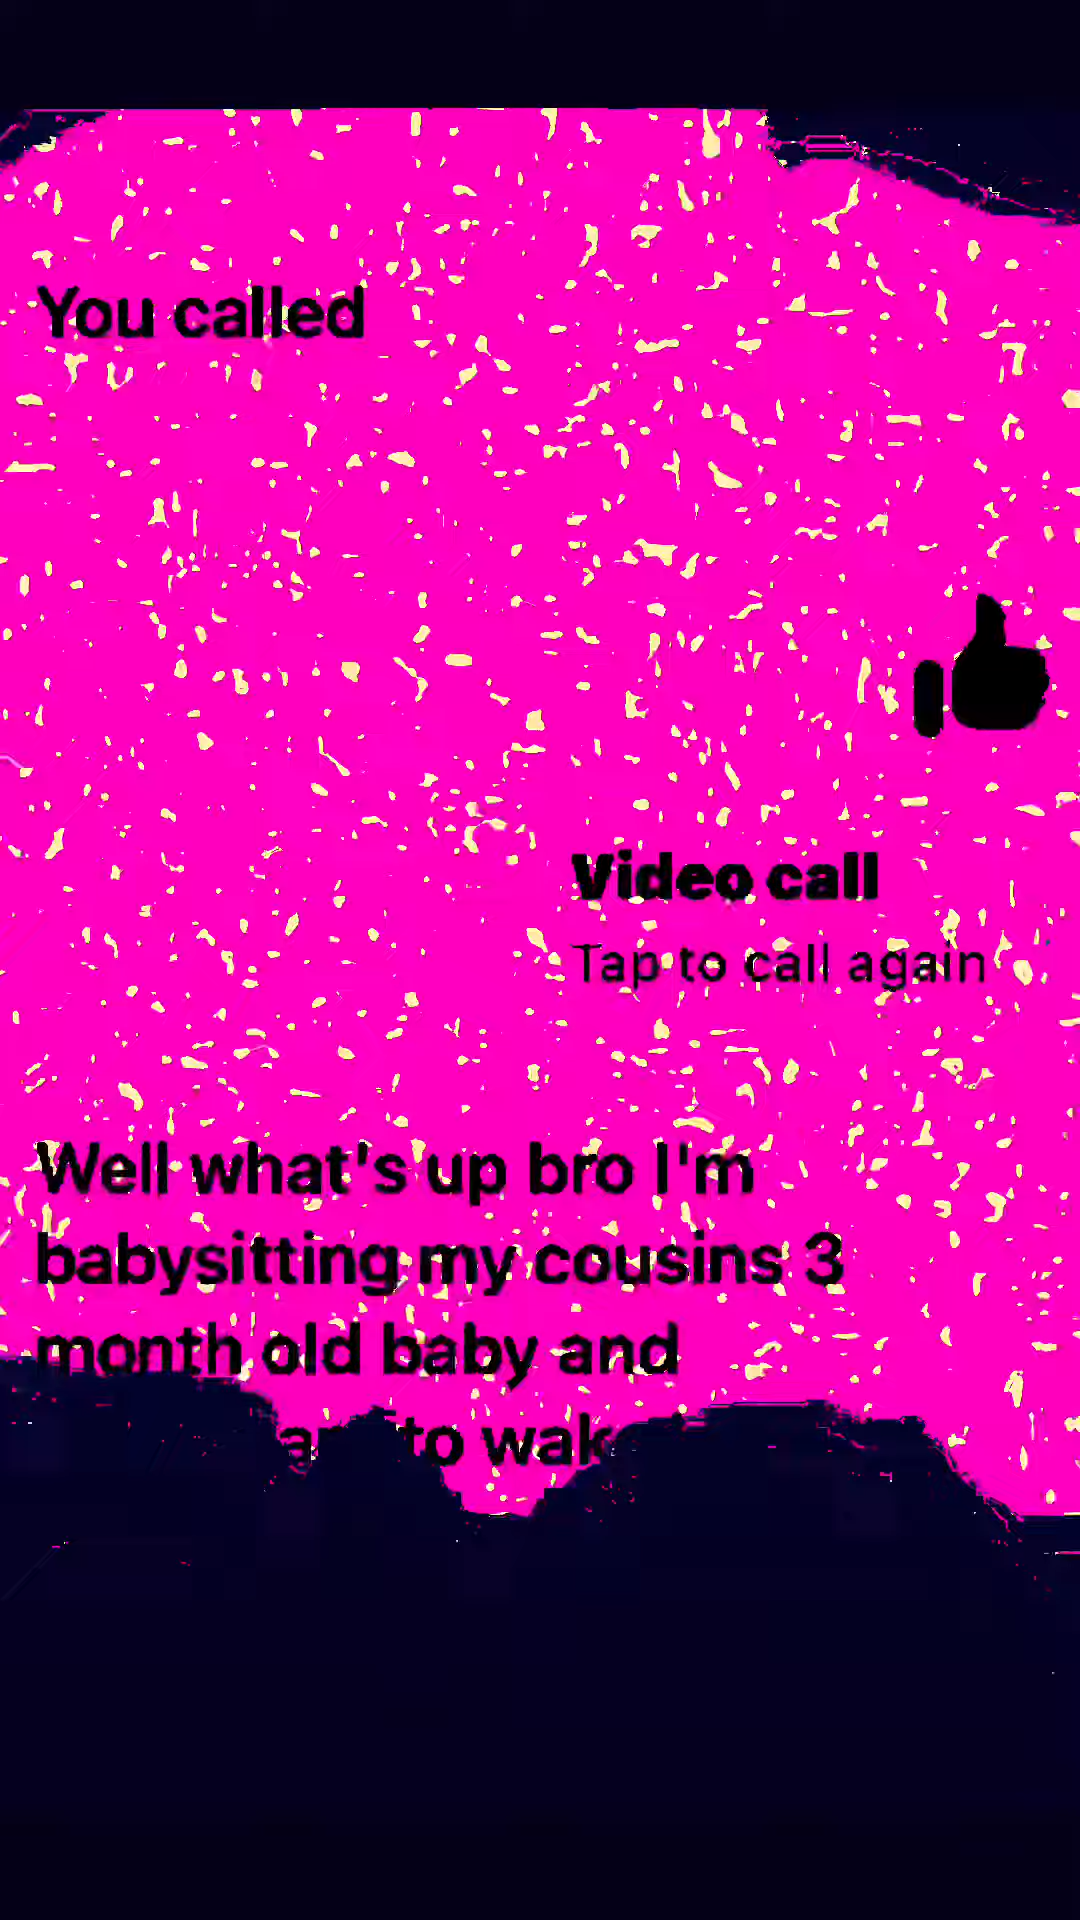 You called
Video call
Tap to call again
Well what's up bro I'm
babysitting my cousins 3
month old baby and
to